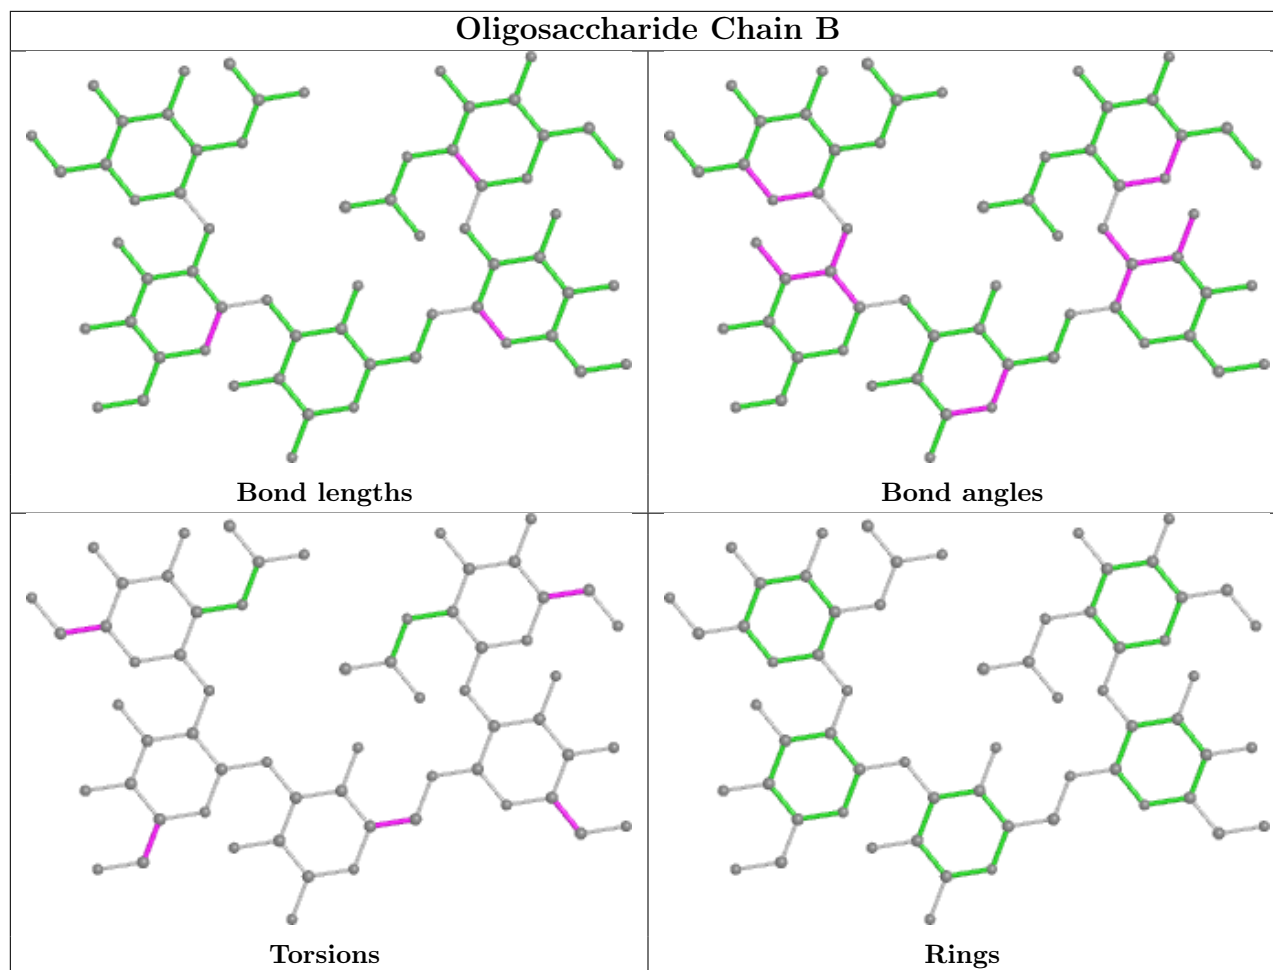 Oligosaccharide Chain B
Bond lengths
Bond angles
Torsions
Rings